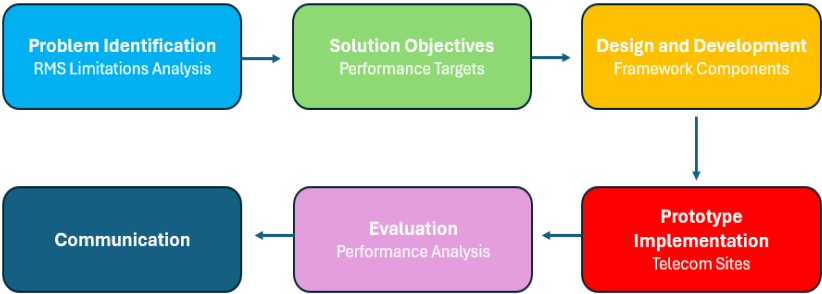 Problem Identification
RMS Limitations Analysis
Solution Objectives
Performance Targets
Design and Development
Framework Components
Prototype
Implementation
Telecom Sites
Evaluation
Performance Analysis
Communication